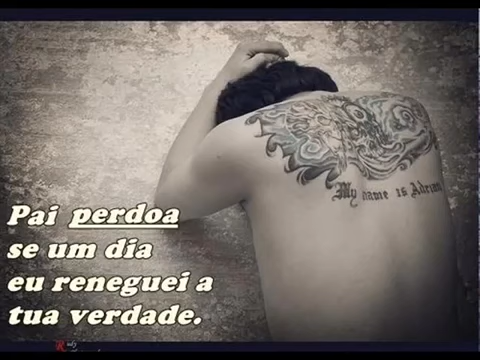 My name is Adrian
Pai perdoa
se um dia
eu reneguei a
tua verdade.